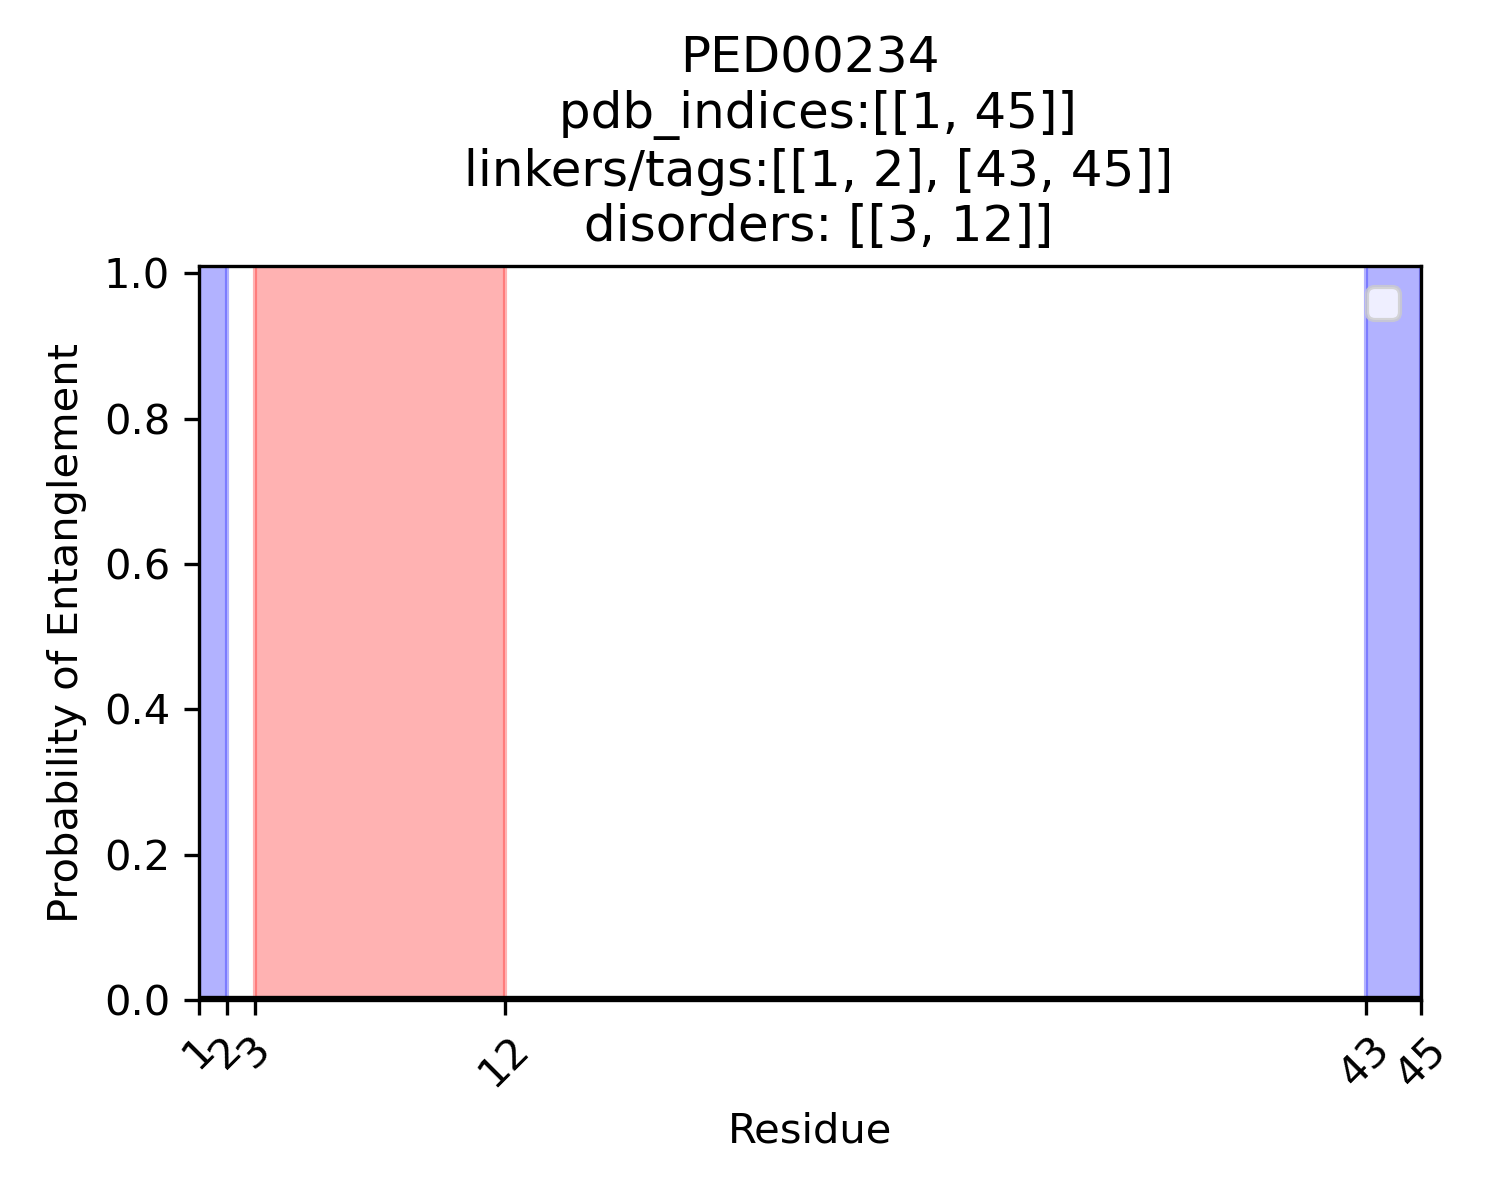 PED00234
pdb_indices:[[1, 45]]
linkers/tags:[[1, 2], [43, 45]]
disorders: [[3, 12]]
Probability of Entanglement
1.0
0.8
0.6
0.4
0.2
0.0
1 2 3 12 43 45
Residue